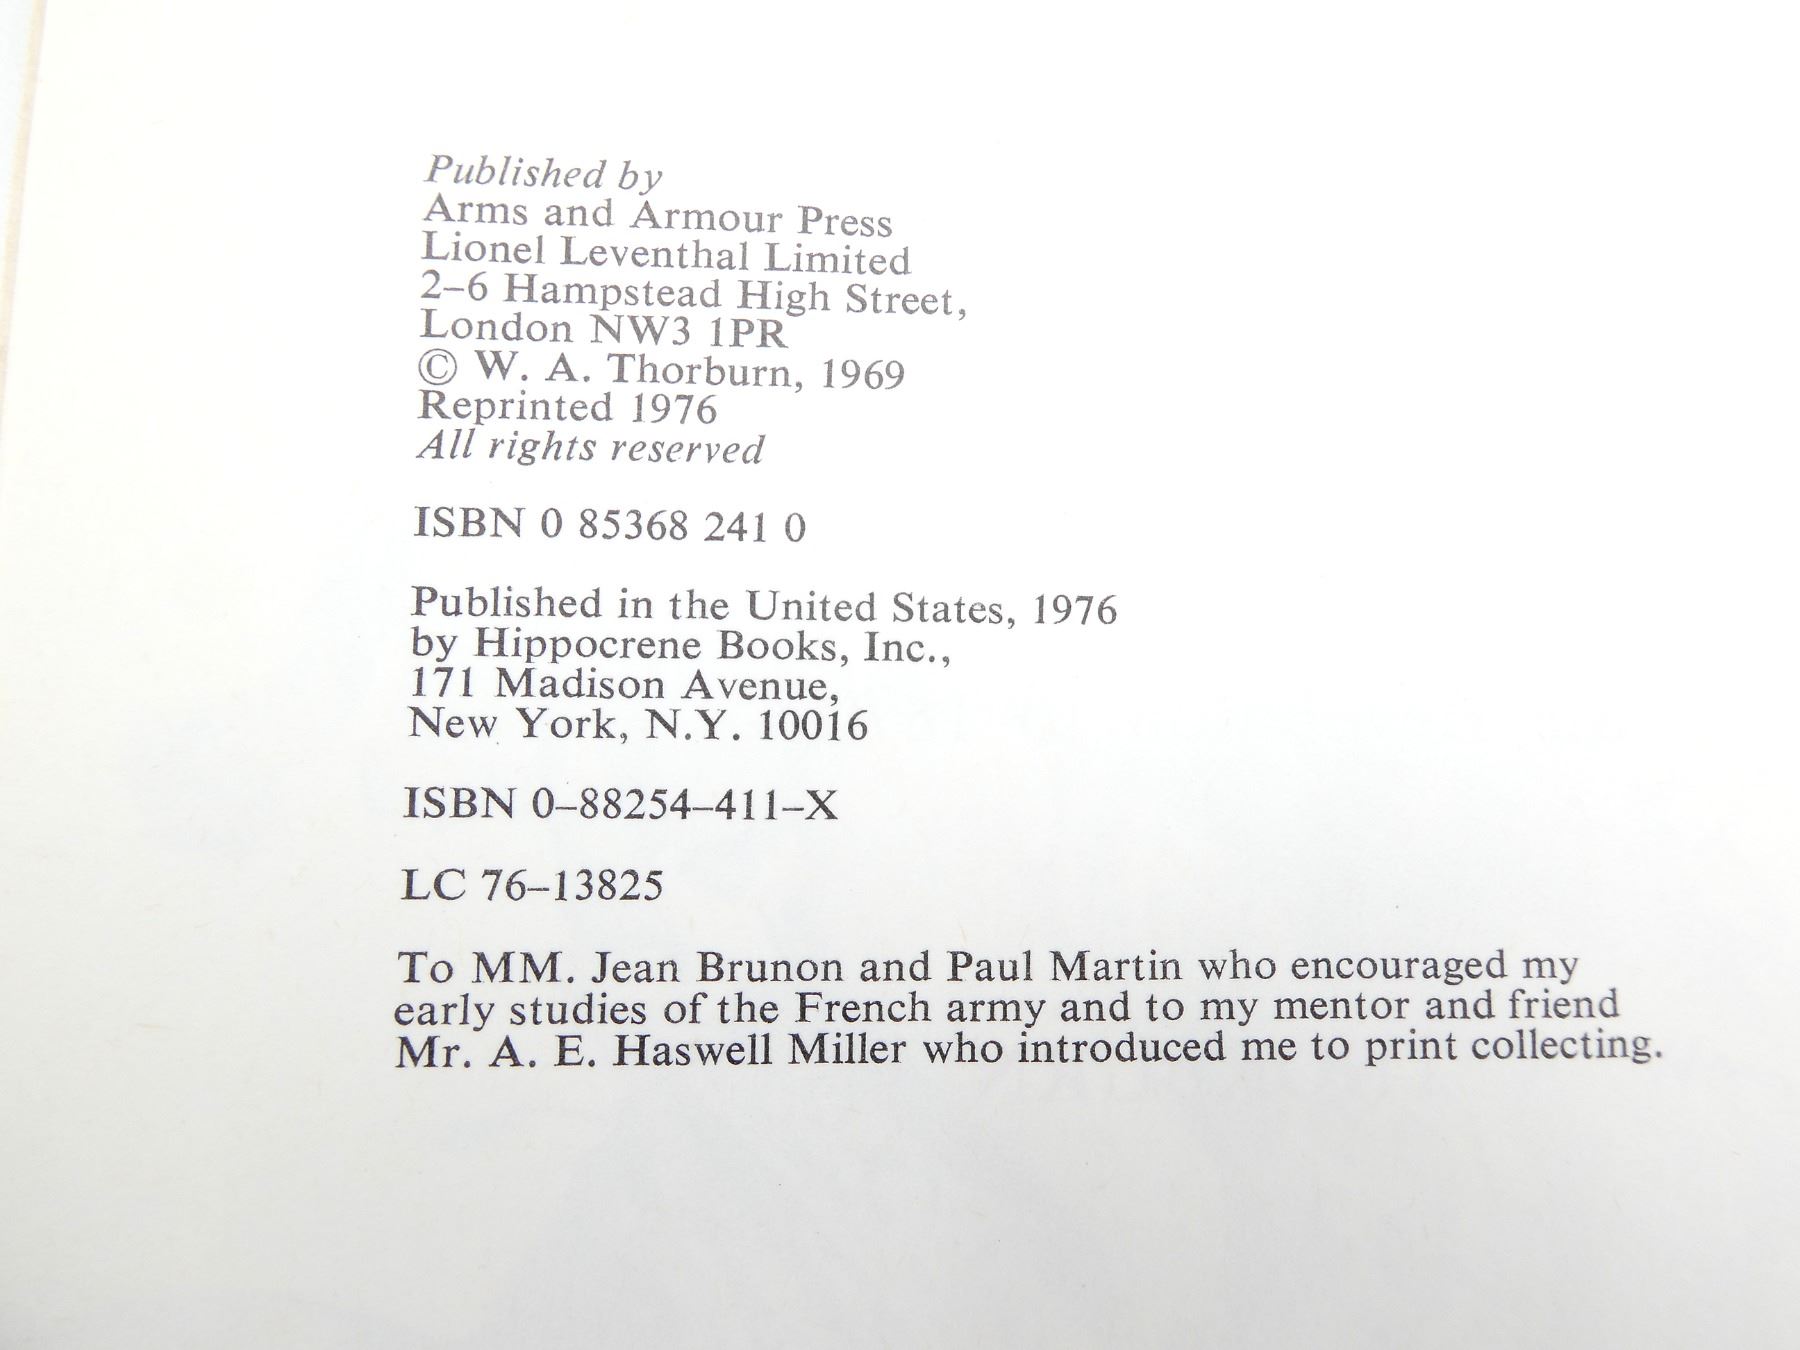 Published by
Arms and Armour Press
Lionel Leventhal Limited
2–6 Hampstead High Street,
London NW3 1PR
© W. A. Thorburn, 1969
Reprinted 1976
All rights reserved
ISBN 0 85368 241 0
Published in the United States, 1976
by Hippocrene Books, Inc.,
171 Madison Avenue,
New York, N.Y. 10016
ISBN 0–88254–411–X
LC 76–13825
To MM. Jean Brunon and Paul Martin who encouraged my
early studies of the French army and to my mentor and friend
Mr. A. E. Haswell Miller who introduced me to print collecting.